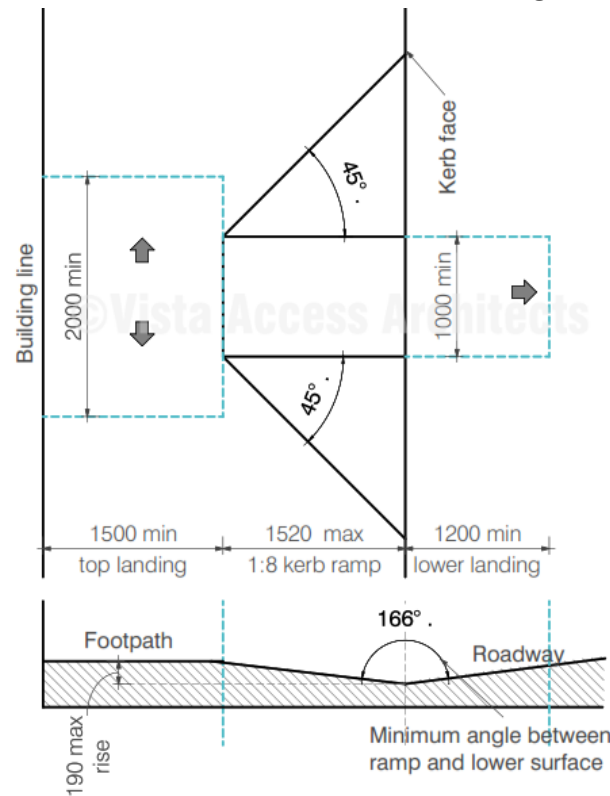 45° .
Kerb face
Building line
2000 min
1000 min
©Vista Access Architects
45° .
1500 min
top landing
1520 max
1:8 kerb ramp
1200 min
lower landing
166° .
Footpath
Roadway
190 max
rise
Minimum angle between
ramp and lower surface